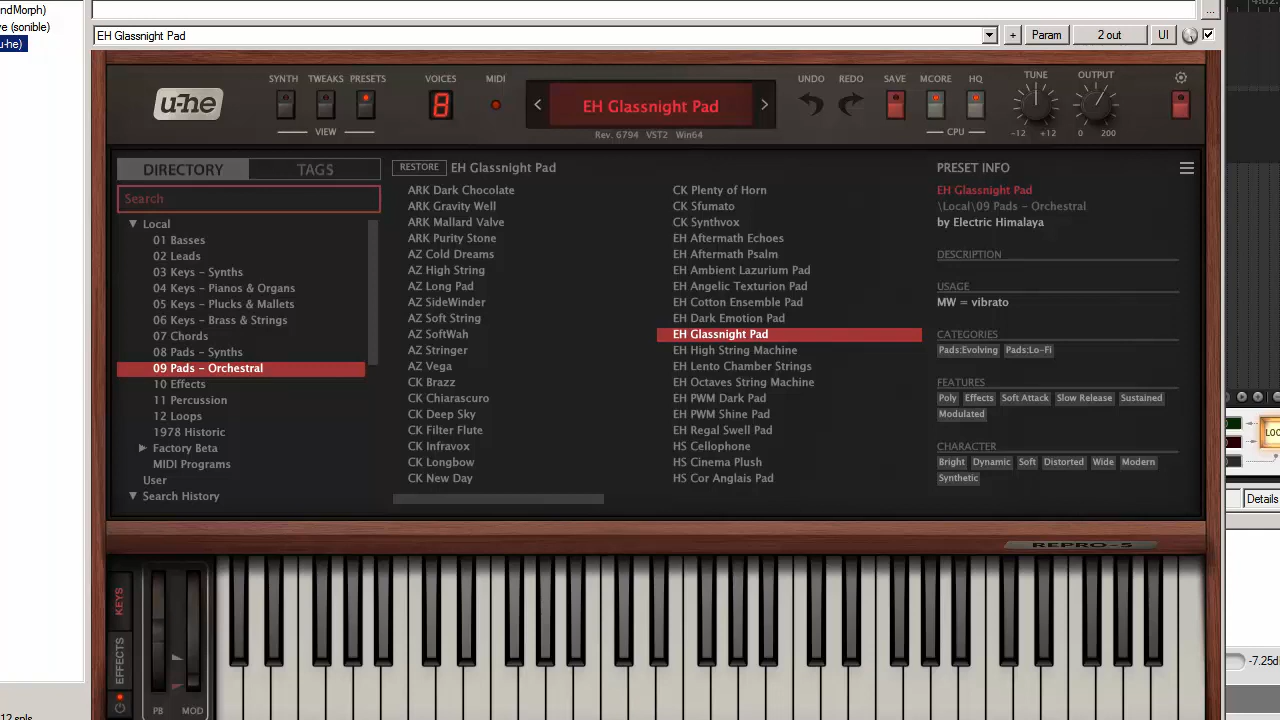 ndMorph)
ve (sonible)
u-he)
...
EH Glassnight Pad
+
Param
2 out
UI
u-he
SYNTH TWEAKS PRESETS
VIEW
VOICES
8
MIDI
EH Glassnight Pad
Rev. 6794 VST2 Win64
UNDO REDO SAVE MCORE HQ
CPU
TUNE
-12 +12
OUTPUT
0 200
DIRECTORY
TAGS
Search
Local
01 Basses
02 Leads
03 Keys - Synths
04 Keys - Pianos & Organs
05 Keys - Plucks & Mallets
06 Keys - Brass & Strings
07 Chords
08 Pads - Synths
09 Pads - Orchestral
10 Effects
11 Percussion
12 Loops
1978 Historic
Factory Beta
MIDI Programs
User
Search History
RESTORE
EH Glassnight Pad
ARK Dark Chocolate
ARK Gravity Well
ARK Mallard Valve
ARK Purity Stone
AZ Cold Dreams
AZ High String
AZ Long Pad
AZ SideWinder
AZ Soft String
AZ SoftWah
AZ Stringer
AZ Vega
CK Brazz
CK Chiarascuro
CK Deep Sky
CK Filter Flute
CK Infravox
CK Longbow
CK New Day
CK Plenty of Horn
CK Sfumato
CK Synthvox
EH Aftermath Echoes
EH Aftermath Psalm
EH Ambient Lazurium Pad
EH Angelic Texturion Pad
EH Cotton Ensemble Pad
EH Dark Emotion Pad
EH Glassnight Pad
EH High String Machine
EH Lento Chamber Strings
EH Octaves String Machine
EH PWM Dark Pad
EH PWM Shine Pad
EH Regal Swell Pad
HS Cellophone
HS Cinema Plush
HS Cor Anglais Pad
PRESET INFO
EH Glassnight Pad
\Local\09 Pads - Orchestral
by Electric Himalaya
DESCRIPTION
USAGE
MW = vibrato
CATEGORIES
Pads:Evolving Pads:Lo-Fi
FEATURES
Poly Effects Soft Attack Slow Release Sustained
Modulated
CHARACTER
Bright Dynamic Soft Distorted Wide Modern
Synthetic
REPRO-5
KEYS
EFFECTS
PB MOD
LOC
Details
-7.25d
12 spls